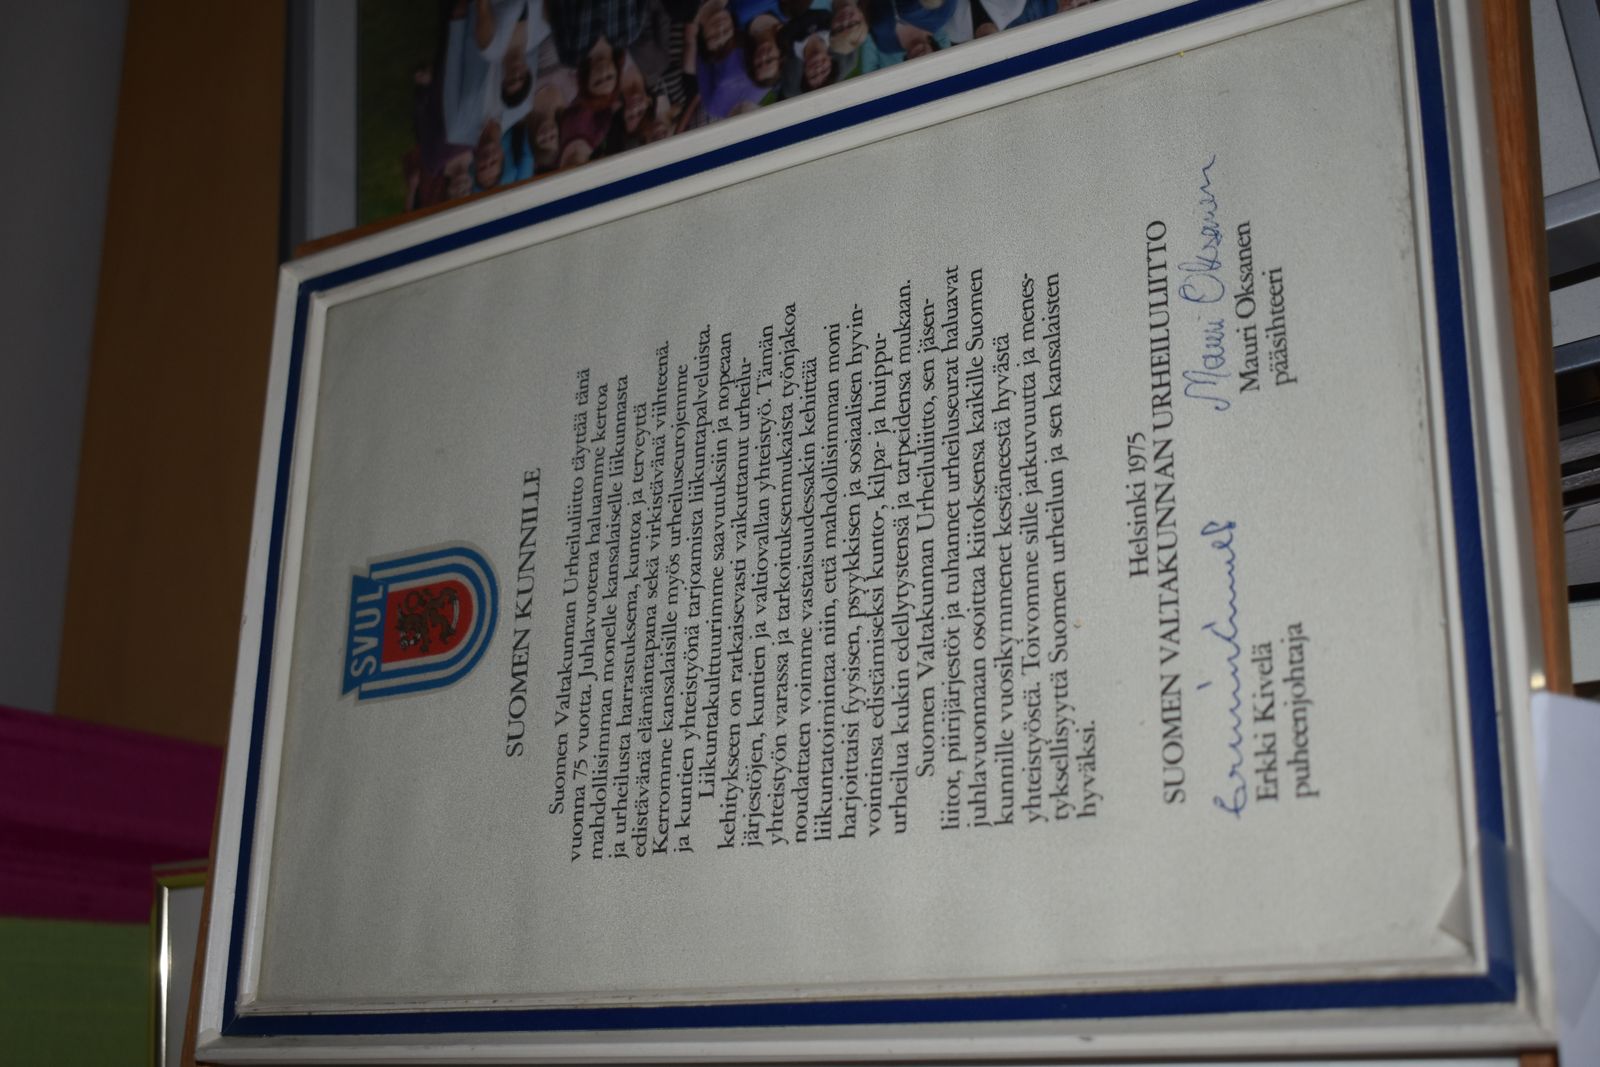 SVUL
SUOMEN KUNNILLE
Suomen Valtakunnan Urheiluliitto täyttää tänä
vuonna 75 vuotta. Juhlavuotena haluamme kertoa
mahdollisimman monelle kansalaiselle liikunnasta
ja urheilusta harrastuksena, kuntoa ja terveyttä
edistävänä elämäntapana sekä virkistävänä viihteenä.
Kerromme kansalaisille myös urheiluseurojemme
ja kuntien yhteistyönä tarjoamista liikuntapalveluista.
Liikuntakulttuurimme saavutuksiin ja nopeaan
kehitykseen on ratkaisevasti vaikuttanut urheilu-
järjestöjen, kuntien ja valtiovallan yhteistyö. Tämän
yhteistyön varassa ja tarkoituksenmukaista työnjakoa
noudattaen voimme vastaisuudessakin kehittää
liikuntatoimintaa niin, että mahdollisimman moni
harjoittaisi fyysisen, psyykkisen ja sosiaalisen hyvin-
vointinsa edistämiseksi kunto-, kilpa- ja huippu-
urheilua kukin edellytystensä ja tarpeidensa mukaan.
Suomen Valtakunnan Urheiluliitto, sen jäsen-
liitot, piirijärjestöt ja tuhannet urheiluseurat haluavat
juhlavuonnaan osoittaa kiitoksensa kaikille Suomen
kunnille vuosikymmenet kestäneestä hyvästä
yhteistyöstä. Toivomme sille jatkuvuutta ja menes-
tyksellisyyttä Suomen urheilun ja sen kansalaisten
hyväksi.
Helsinki 1975
SUOMEN VALTAKUNNAN URHEILULIITTO
Mauri Oksanen
Erkki Kivelä Mauri Oksanen
puheenjohtaja pääsihteeri